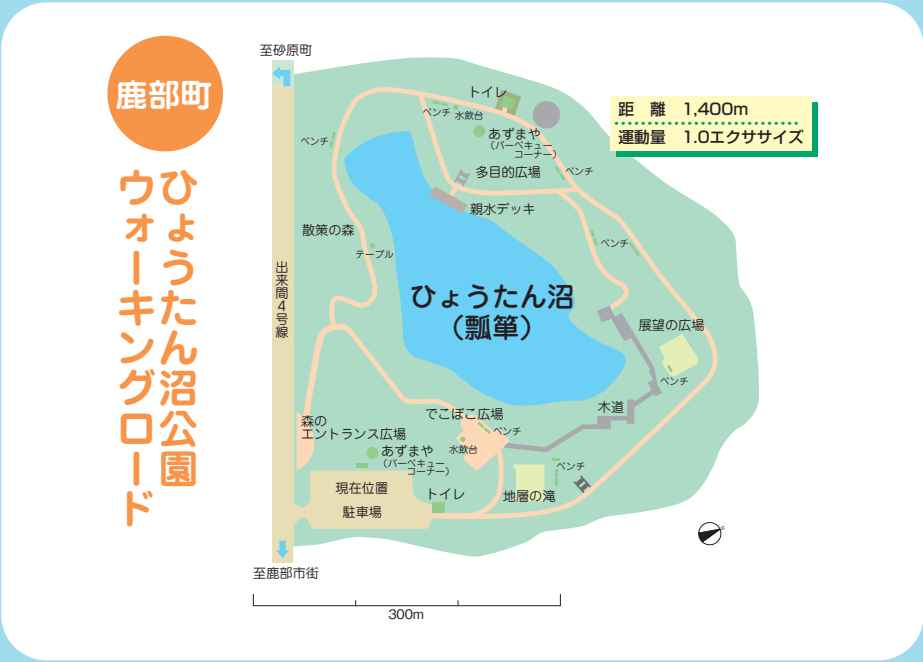 鹿部町
ひょうたん沼公園
ウォーキングロード
至砂原町
距　離　1,400m
運動量　1.0エクササイズ
トイレ
ベンチ
水飲台
あずまや
（バーベキュー
コーナー）
ベンチ
多目的広場
ベンチ
親水デッキ
散策の森
テーブル
ベンチ
出来間4号線
ひょうたん沼
（瓢箪）
展望の広場
ベンチ
木道
でこぼこ広場
ベンチ
水飲台
森の
エントランス広場
あずまや
（バーベキュー
コーナー）
ベンチ
現在位置
駐車場
トイレ
地層の滝
至鹿部市街
300m